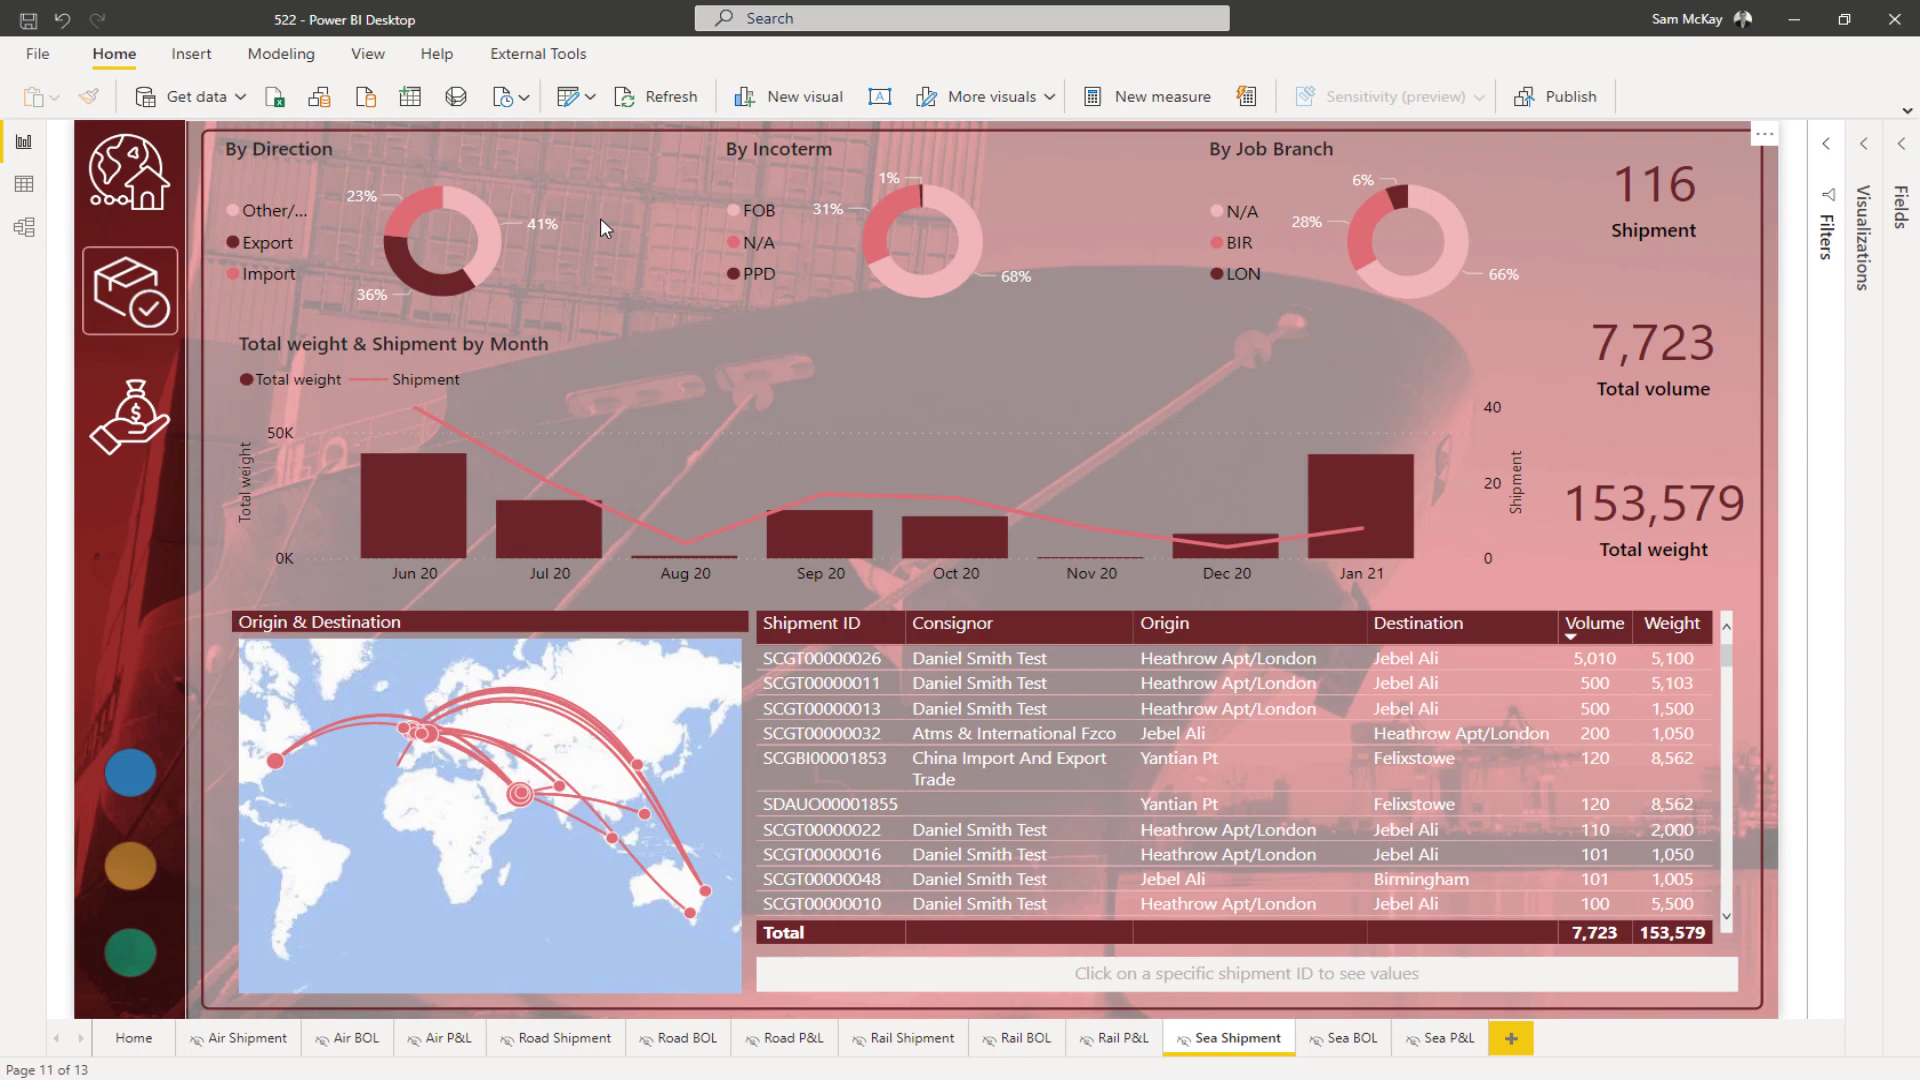 522 - Power BI Desktop
Search
Sam McKay
File Home Insert Modeling View Help External Tools
Get data Refresh New visual More visuals New measure Sensitivity (preview) Publish
By Direction
Other/...
Export
Import
23%
41%
36%
By Incoterm
FOB
N/A
PPD
1%
31%
68%
By Job Branch
N/A
BIR
LON
6%
28%
66%
116
Shipment
7,723
Total volume
153,579
Total weight
Filters
Visualizations
Fields
Total weight & Shipment by Month
Total weight Shipment
Total weight
50K
0K
40
20
0
Shipment
Jun 20 Jul 20 Aug 20 Sep 20 Oct 20 Nov 20 Dec 20 Jan 21
Origin & Destination
Shipment ID Consignor Origin Destination Volume Weight
SCGT00000026 Daniel Smith Test Heathrow Apt/London Jebel Ali 5,010 5,100
SCGT00000011 Daniel Smith Test Heathrow Apt/London Jebel Ali 500 5,103
SCGT00000013 Daniel Smith Test Heathrow Apt/London Jebel Ali 500 1,500
SCGT00000032 Atms & International Fzco Jebel Ali Heathrow Apt/London 200 1,050
SCGBI00001853 China Import And Export Yantian Pt Felixstowe 120 8,562
Trade
SDAUO00001855 Yantian Pt Felixstowe 120 8,562
SCGT00000022 Daniel Smith Test Heathrow Apt/London Jebel Ali 110 2,000
SCGT00000016 Daniel Smith Test Heathrow Apt/London Jebel Ali 101 1,050
SCGT00000048 Daniel Smith Test Jebel Ali Birmingham 101 1,005
SCGT00000010 Daniel Smith Test Heathrow Apt/London Jebel Ali 100 5,500
Total 7,723 153,579
Click on a specific shipment ID to see values
Home Air Shipment Air BOL Air P&L Road Shipment Road BOL Road P&L Rail Shipment Rail BOL Rail P&L Sea Shipment Sea BOL Sea P&L
Page 11 of 13